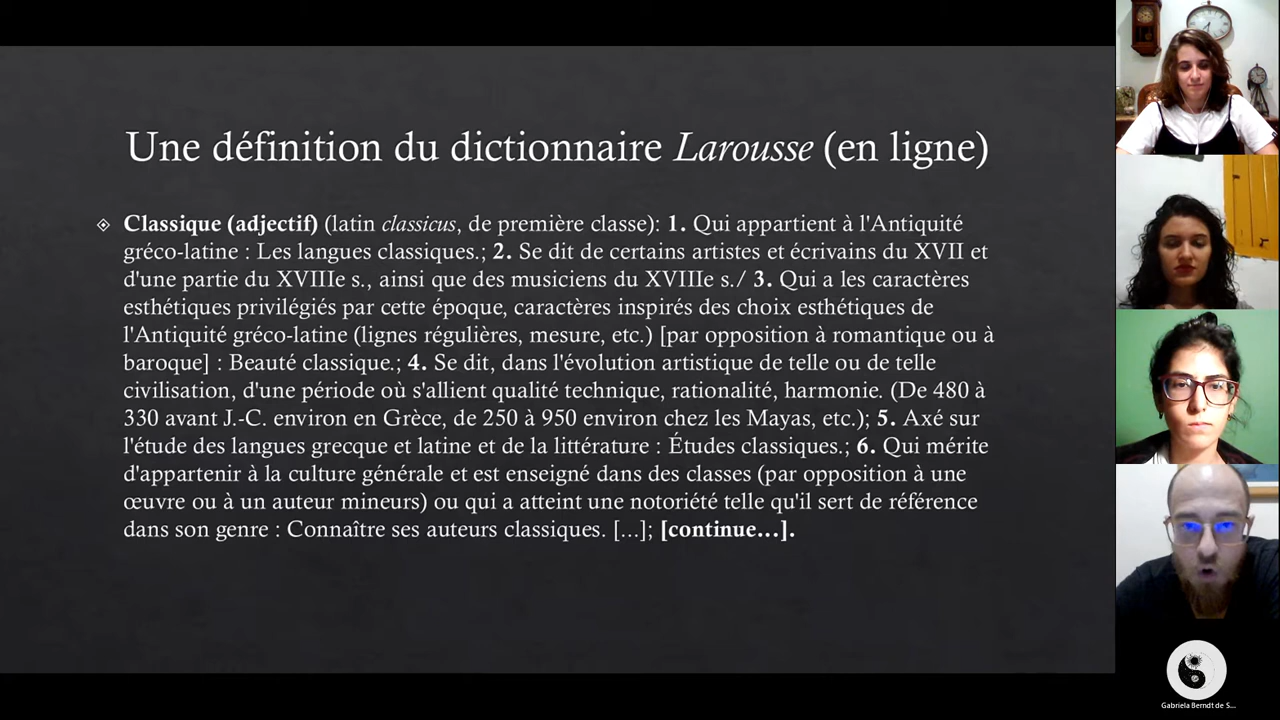 Une définition du dictionnaire Larousse (en ligne)
Classique (adjectif) (latin classicus, de première classe): 1. Qui appartient à l'Antiquité
gréco-latine : Les langues classiques.; 2. Se dit de certains artistes et écrivains du XVII et
d'une partie du XVIIIe s., ainsi que des musiciens du XVIIIe s./ 3. Qui a les caractères
esthétiques privilégiés par cette époque, caractères inspirés des choix esthétiques de
l'Antiquité gréco-latine (lignes régulières, mesure, etc.) [par opposition à romantique ou à
baroque] : Beauté classique.; 4. Se dit, dans l'évolution artistique de telle ou de telle
civilisation, d'une période où s'allient qualité technique, rationalité, harmonie. (De 480 à
330 avant J.-C. environ en Grèce, de 250 à 950 environ chez les Mayas, etc.); 5. Axé sur
l'étude des langues grecque et latine et de la littérature : Études classiques.; 6. Qui mérite
d'appartenir à la culture générale et est enseigné dans des classes (par opposition à une
œuvre ou à un auteur mineurs) ou qui a atteint une notoriété telle qu'il sert de référence
dans son genre : Connaître ses auteurs classiques. [...]; [continue...].
Gabriela Berndt de S...